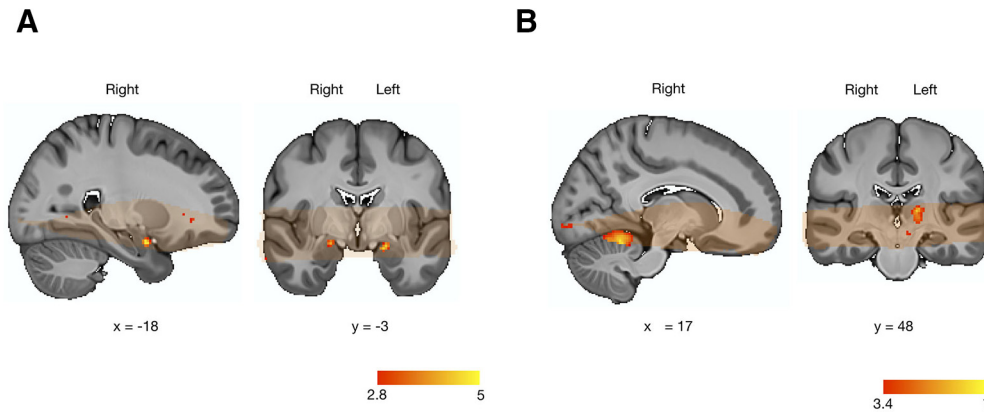 A
B
Right
Right Left
Right
Right Left
x = -18
y = -3
x = 17
y = 48
2.8 5
3.4